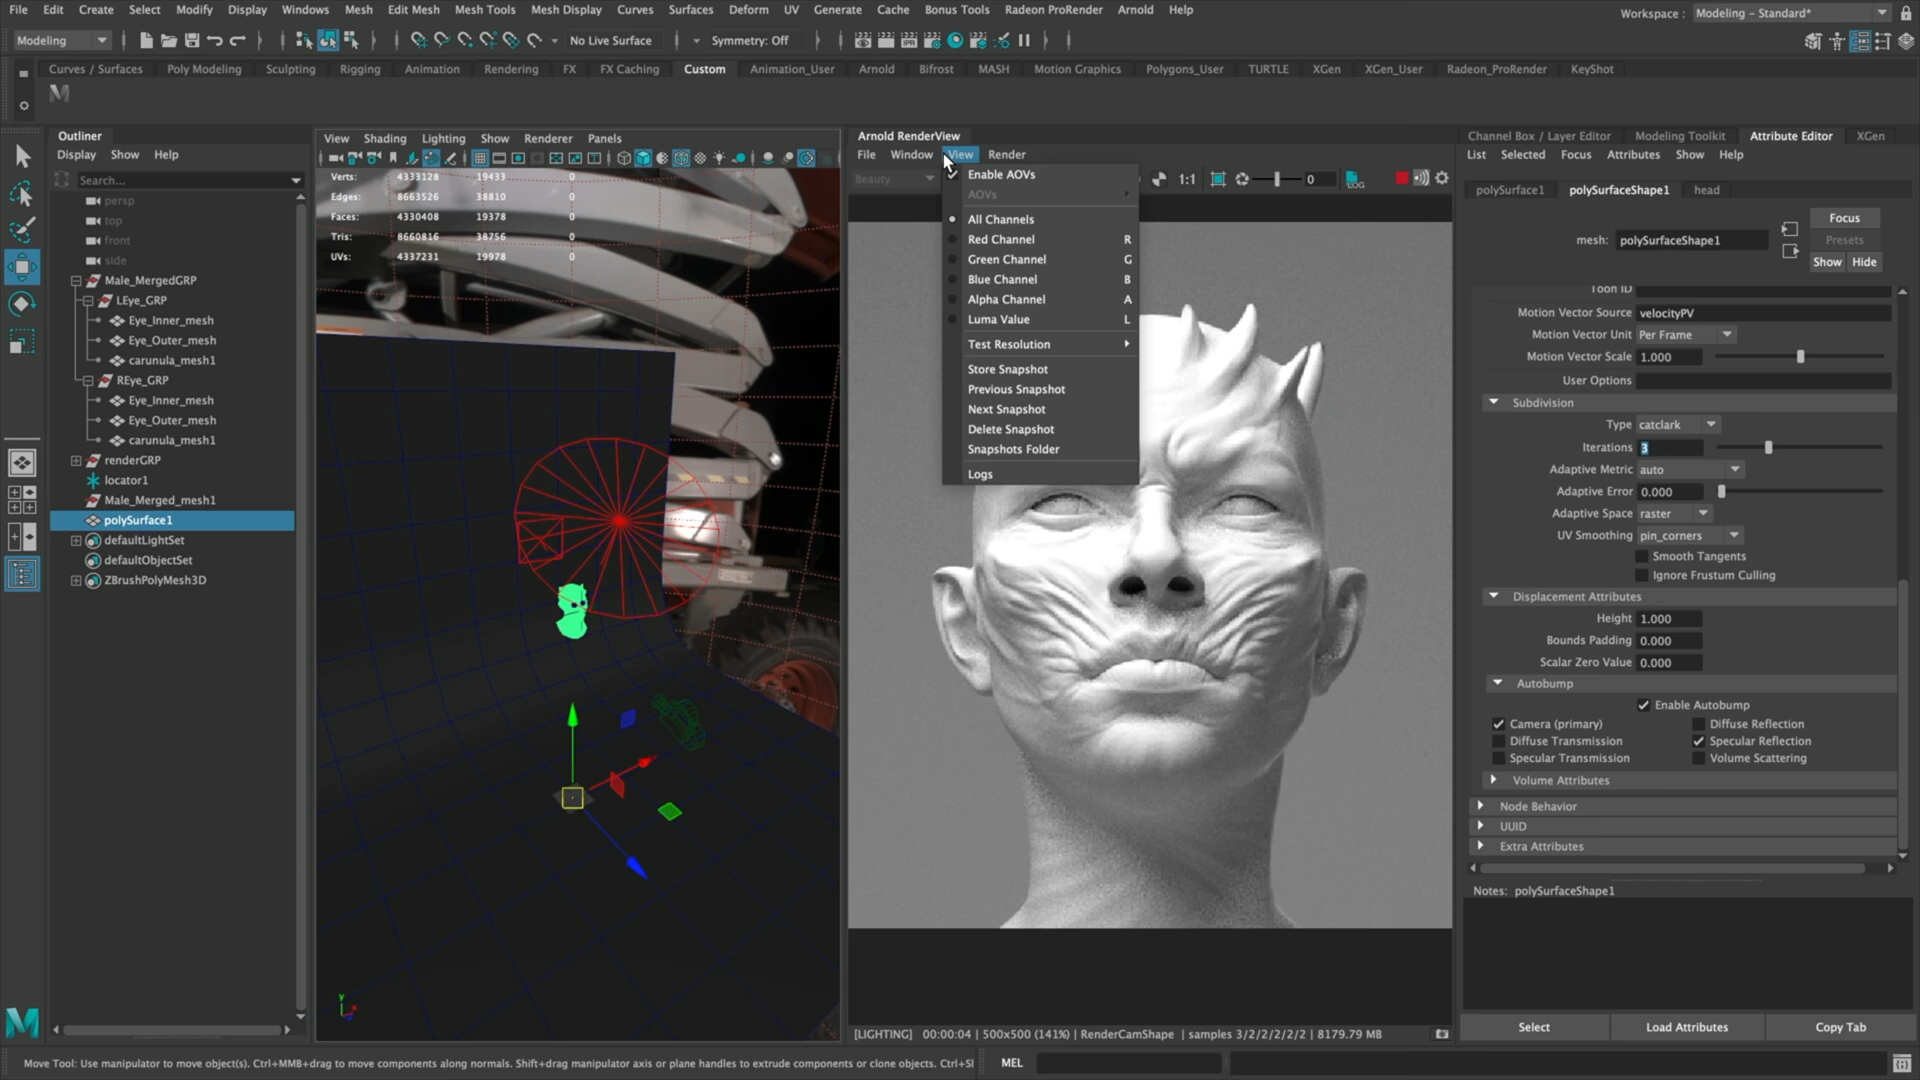 File Edit Create Select Modify Display Windows Mesh Edit Mesh Mesh Tools Mesh Display Curves Surfaces Deform UV Generate Cache Bonus Tools Radeon ProRender Arnold Help
Workspace : Modeling - Standard*
Modeling No Live Surface Symmetry: Off
Curves / Surfaces Poly Modeling Sculpting Rigging Animation Rendering FX FX Caching Custom Animation_User Arnold Bifrost MASH Motion Graphics Polygons_User TURTLE XGen XGen_User Radeon_ProRender KeyShot
Outliner
Display Show Help
Search...
persp
top
front
side
Male_MergedGRP
LEye_GRP
Eye_Inner_mesh
Eye_Outer_mesh
carunula_mesh1
REye_GRP
Eye_Inner_mesh
Eye_Outer_mesh
carunula_mesh1
renderGRP
locator1
Male_Merged_mesh1
polySurface1
defaultLightSet
defaultObjectSet
ZBrushPolyMesh3D
View Shading Lighting Show Renderer Panels
Verts: 4333128 19433 0
Edges: 8663526 38810 0
Faces: 4330408 19378 0
Tris: 8660816 38756 0
UVs: 4337231 19978 0
y
x
Arnold RenderView
File Window View Render
Beauty 1:1 0 LOG
Enable AOVs
AOVs
All Channels
Red Channel R
Green Channel G
Blue Channel B
Alpha Channel A
Luma Value L
Test Resolution
Store Snapshot
Previous Snapshot
Next Snapshot
Delete Snapshot
Snapshots Folder
Logs
[LIGHTING] 00:00:04 | 500x500 (141%) | RenderCamShape | samples 3/2/2/2/2/2 | 8179.79 MB
Channel Box / Layer Editor Modeling Toolkit Attribute Editor XGen
List Selected Focus Attributes Show Help
polySurface1 polySurfaceShape1 head
Focus
mesh: polySurfaceShape1 Presets
Show Hide
Toon ID
Motion Vector Source velocityPV
Motion Vector Unit Per Frame
Motion Vector Scale 1.000
User Options
Subdivision
Type catclark
Iterations 3
Adaptive Metric auto
Adaptive Error 0.000
Adaptive Space raster
UV Smoothing pin_corners
Smooth Tangents
Ignore Frustum Culling
Displacement Attributes
Height 1.000
Bounds Padding 0.000
Scalar Zero Value 0.000
Autobump
Enable Autobump
Camera (primary) Diffuse Reflection
Diffuse Transmission Specular Reflection
Specular Transmission Volume Scattering
Volume Attributes
Node Behavior
UUID
Extra Attributes
Notes: polySurfaceShape1
Select Load Attributes Copy Tab
Move Tool: Use manipulator to move object(s). Ctrl+MMB+drag to move components along normals. Shift+drag manipulator axis or plane handles to extrude components or clone objects. Ctrl+SI
MEL